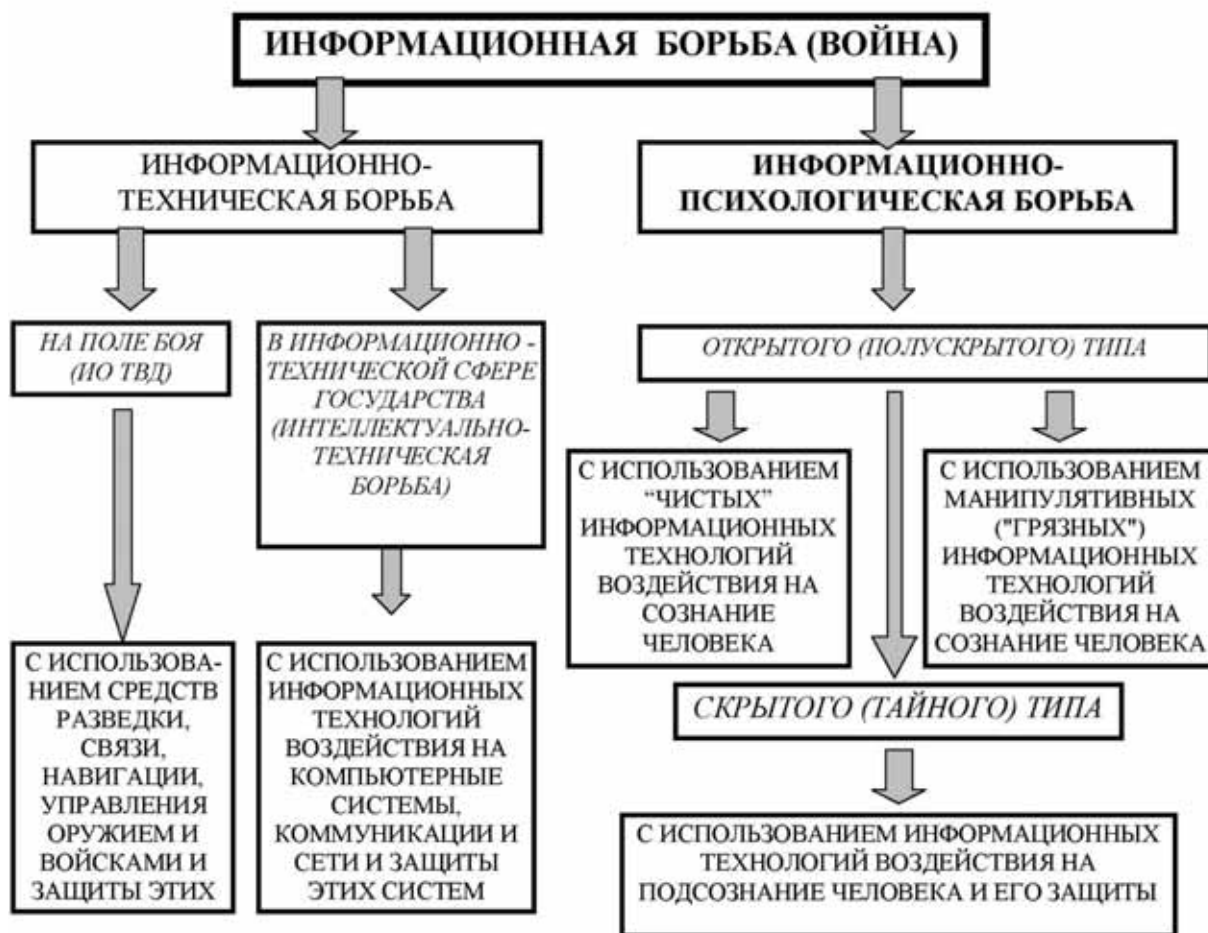 ИНФОРМАЦИОННАЯ БОРЬБА (ВОЙНА)
ИНФОРМАЦИОННО-
ТЕХНИЧЕСКАЯ БОРЬБА
ИНФОРМАЦИОННО-
ПСИХОЛОГИЧЕСКАЯ БОРЬБА
НА ПОЛЕ БОЯ
(ИО ТВД)
В ИНФОРМАЦИОННО -
ТЕХНИЧЕСКОЙ СФЕРЕ
ГОСУДАРСТВА
(ИНТЕЛЛЕКТУАЛЬНО-
ТЕХНИЧЕСКАЯ
БОРЬБА)
ОТКРЫТОГО (ПОЛУСКРЫТОГО) ТИПА
С ИСПОЛЬЗОВАНИЕМ
“ЧИСТЫХ”
ИНФОРМАЦИОННЫХ
ТЕХНОЛОГИЙ
ВОЗДЕЙСТВИЯ НА
СОЗНАНИЕ
ЧЕЛОВЕКА
С ИСПОЛЬЗОВАНИЕМ
МАНИПУЛЯТИВНЫХ
("ГРЯЗНЫХ")
ИНФОРМАЦИОННЫХ
ТЕХНОЛОГИЙ
ВОЗДЕЙСТВИЯ НА
СОЗНАНИЕ ЧЕЛОВЕКА
С ИСПОЛЬЗОВА-
НИЕМ СРЕДСТВ
РАЗВЕДКИ,
СВЯЗИ,
НАВИГАЦИИ,
УПРАВЛЕНИЯ
ОРУЖИЕМ И
ВОЙСКАМИ И
ЗАЩИТЫ ЭТИХ
С ИСПОЛЬЗОВАНИЕМ
ИНФОРМАЦИОННЫХ
ТЕХНОЛОГИЙ
ВОЗДЕЙСТВИЯ НА
КОМПЬЮТЕРНЫЕ
СИСТЕМЫ,
КОММУНИКАЦИИ И
СЕТИ И ЗАЩИТЫ
ЭТИХ СИСТЕМ
СКРЫТОГО (ТАЙНОГО) ТИПА
С ИСПОЛЬЗОВАНИЕМ ИНФОРМАЦИОННЫХ
ТЕХНОЛОГИЙ ВОЗДЕЙСТВИЯ НА
ПОДСОЗНАНИЕ ЧЕЛОВЕКА И ЕГО ЗАЩИТЫ